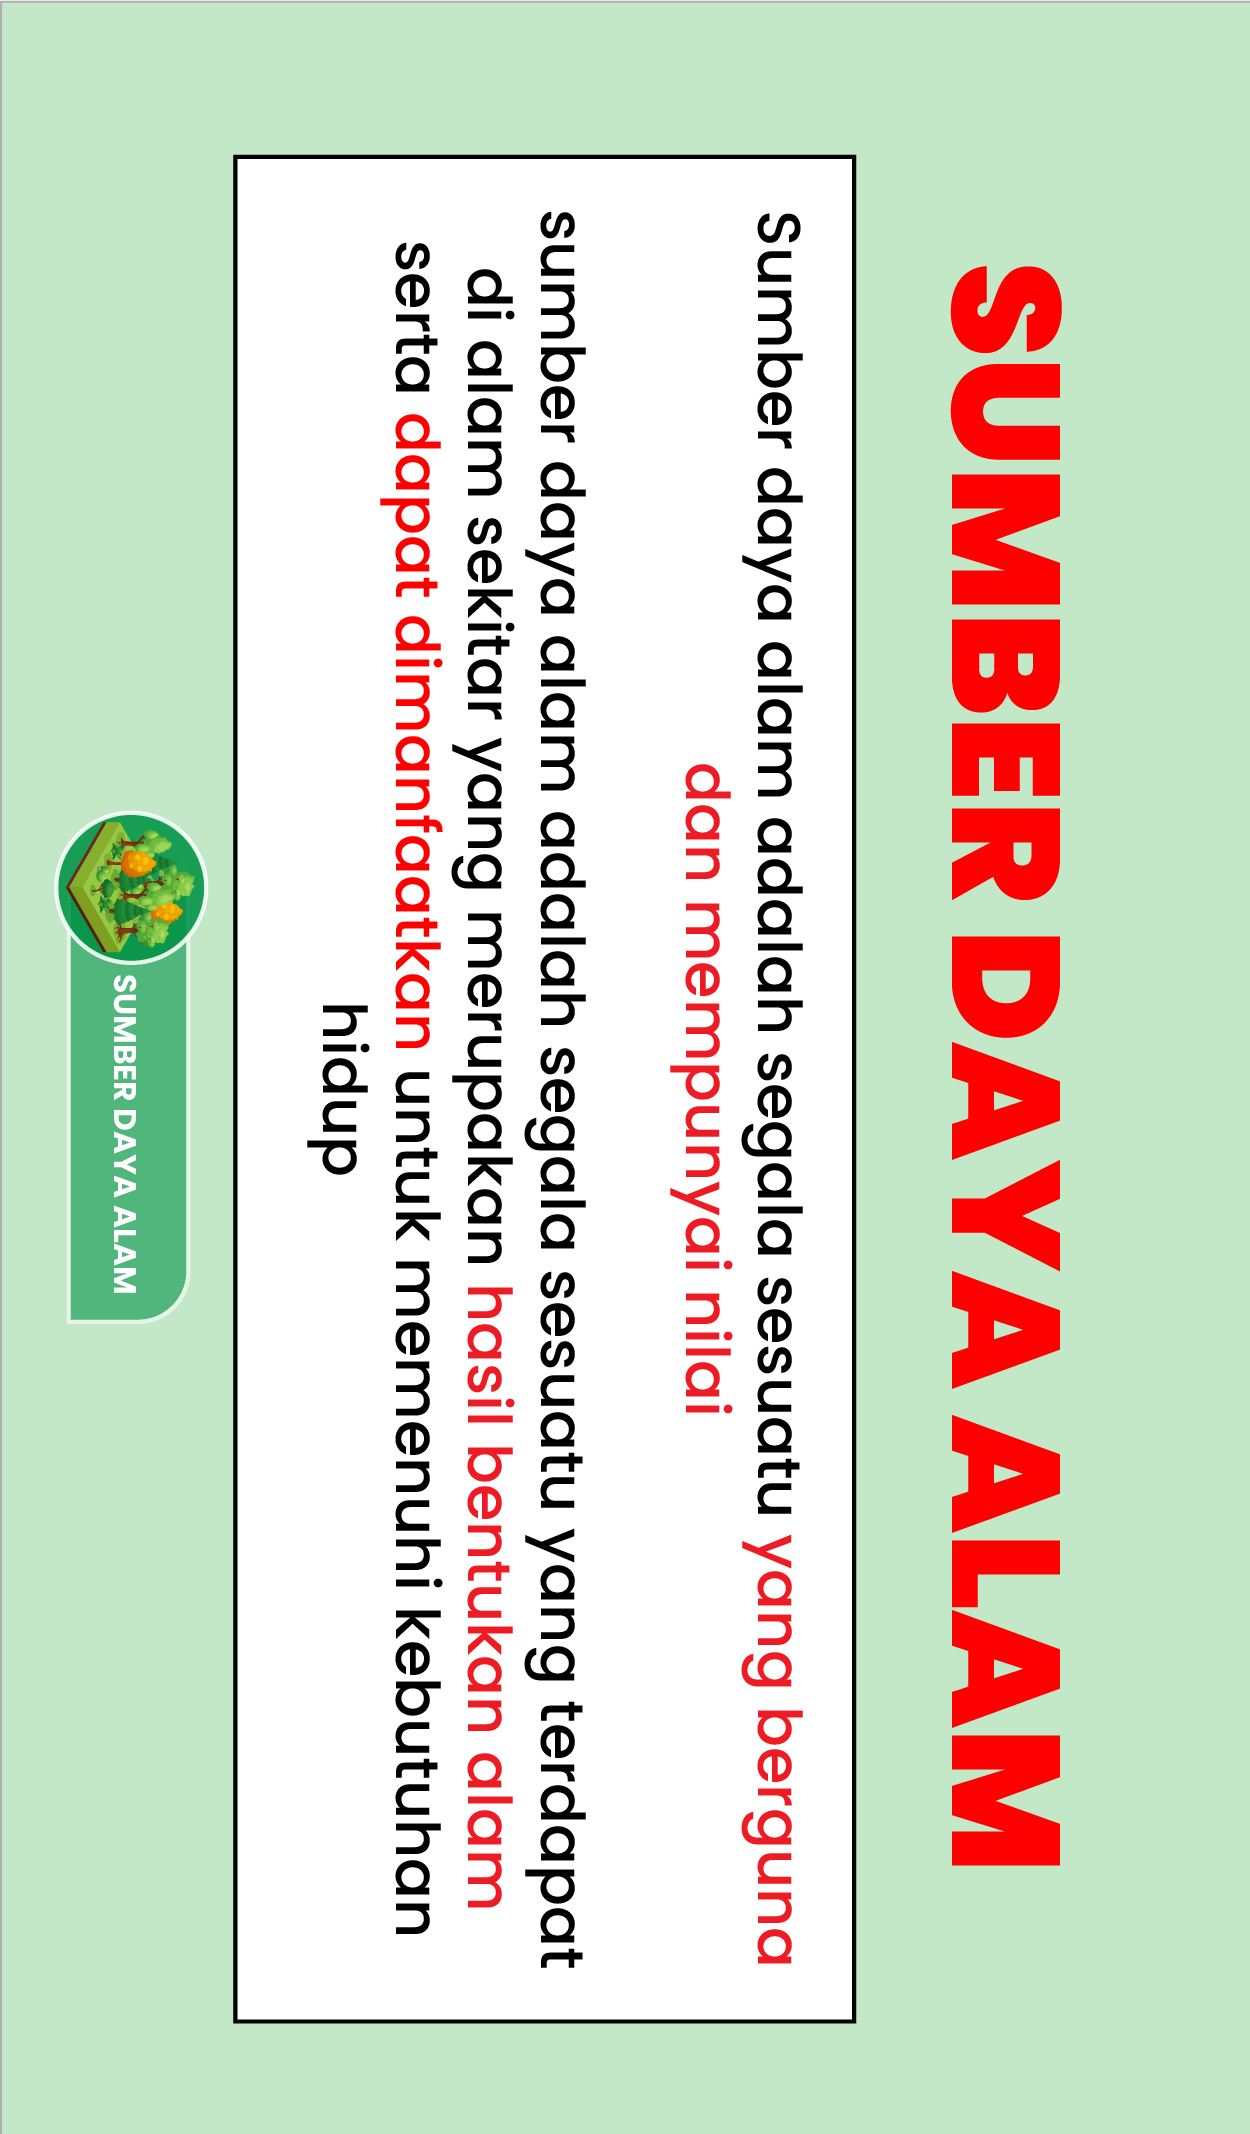 SUMBER DAYA ALAM
Sumber daya alam adalah segala sesuatu yang berguna
dan mempunyai nilai
sumber daya alam adalah segala sesuatu yang terdapat
di alam sekitar yang merupakan hasil bentukan alam
serta dapat dimanfaatkan untuk memenuhi kebutuhan
hidup
SUMBER DAYA ALAM